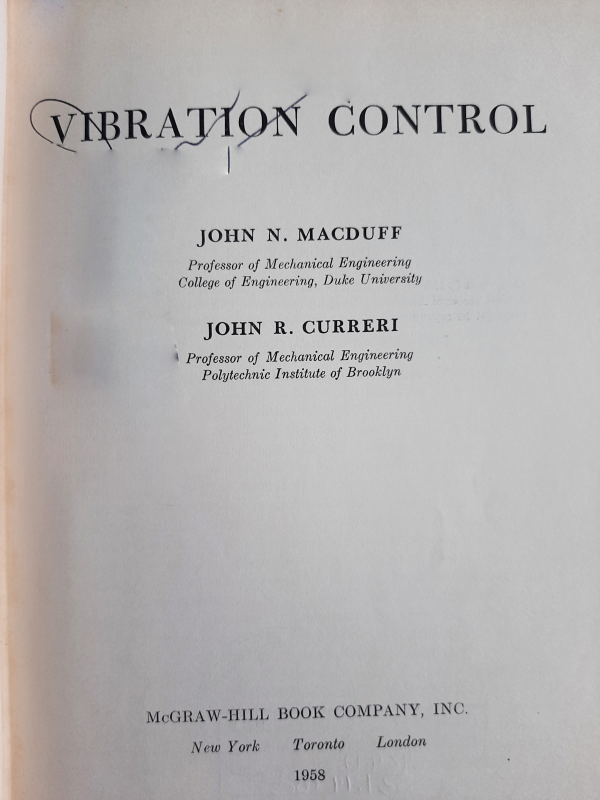 VIBRATION CONTROL
JOHN N. MACDUFF
Professor of Mechanical Engineering
College of Engineering, Duke University
JOHN R. CURRERI
Professor of Mechanical Engineering
Polytechnic Institute of Brooklyn
McGRAW-HILL BOOK COMPANY, INC.
New York Toronto London
1958